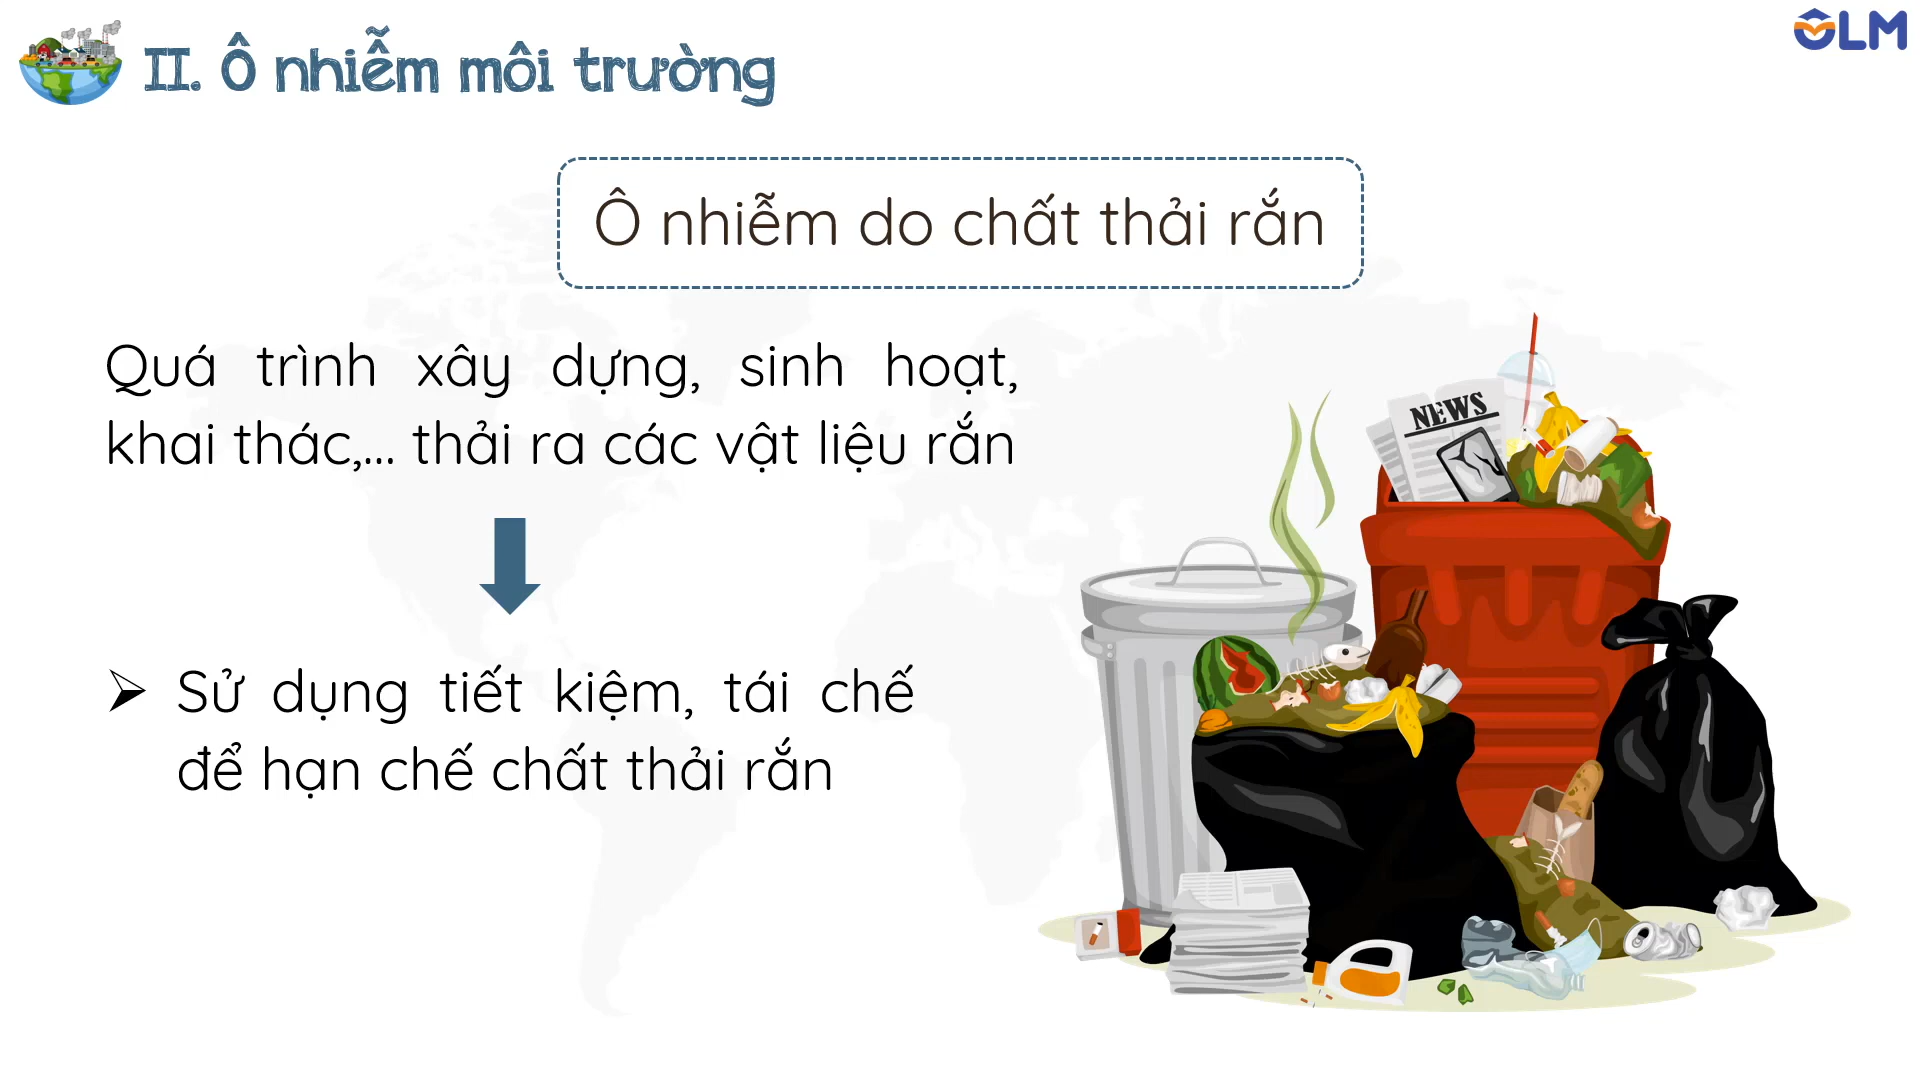 II. Ô nhiễm môi trường
OLM
Ô nhiễm do chất thải rắn
Quá trình xây dựng, sinh hoạt,
khai thác,... thải ra các vật liệu rắn
NEWS
➢ Sử dụng tiết kiệm, tái chế
để hạn chế chất thải rắn